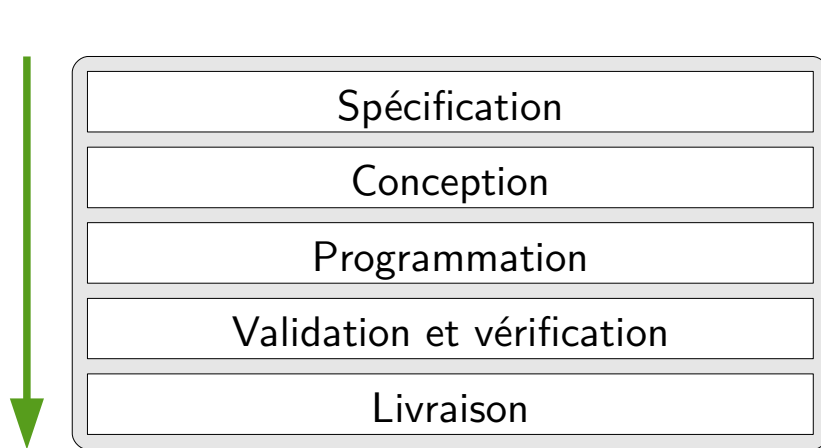 Spécification
Conception
Programmation
Validation et vérification
Livraison